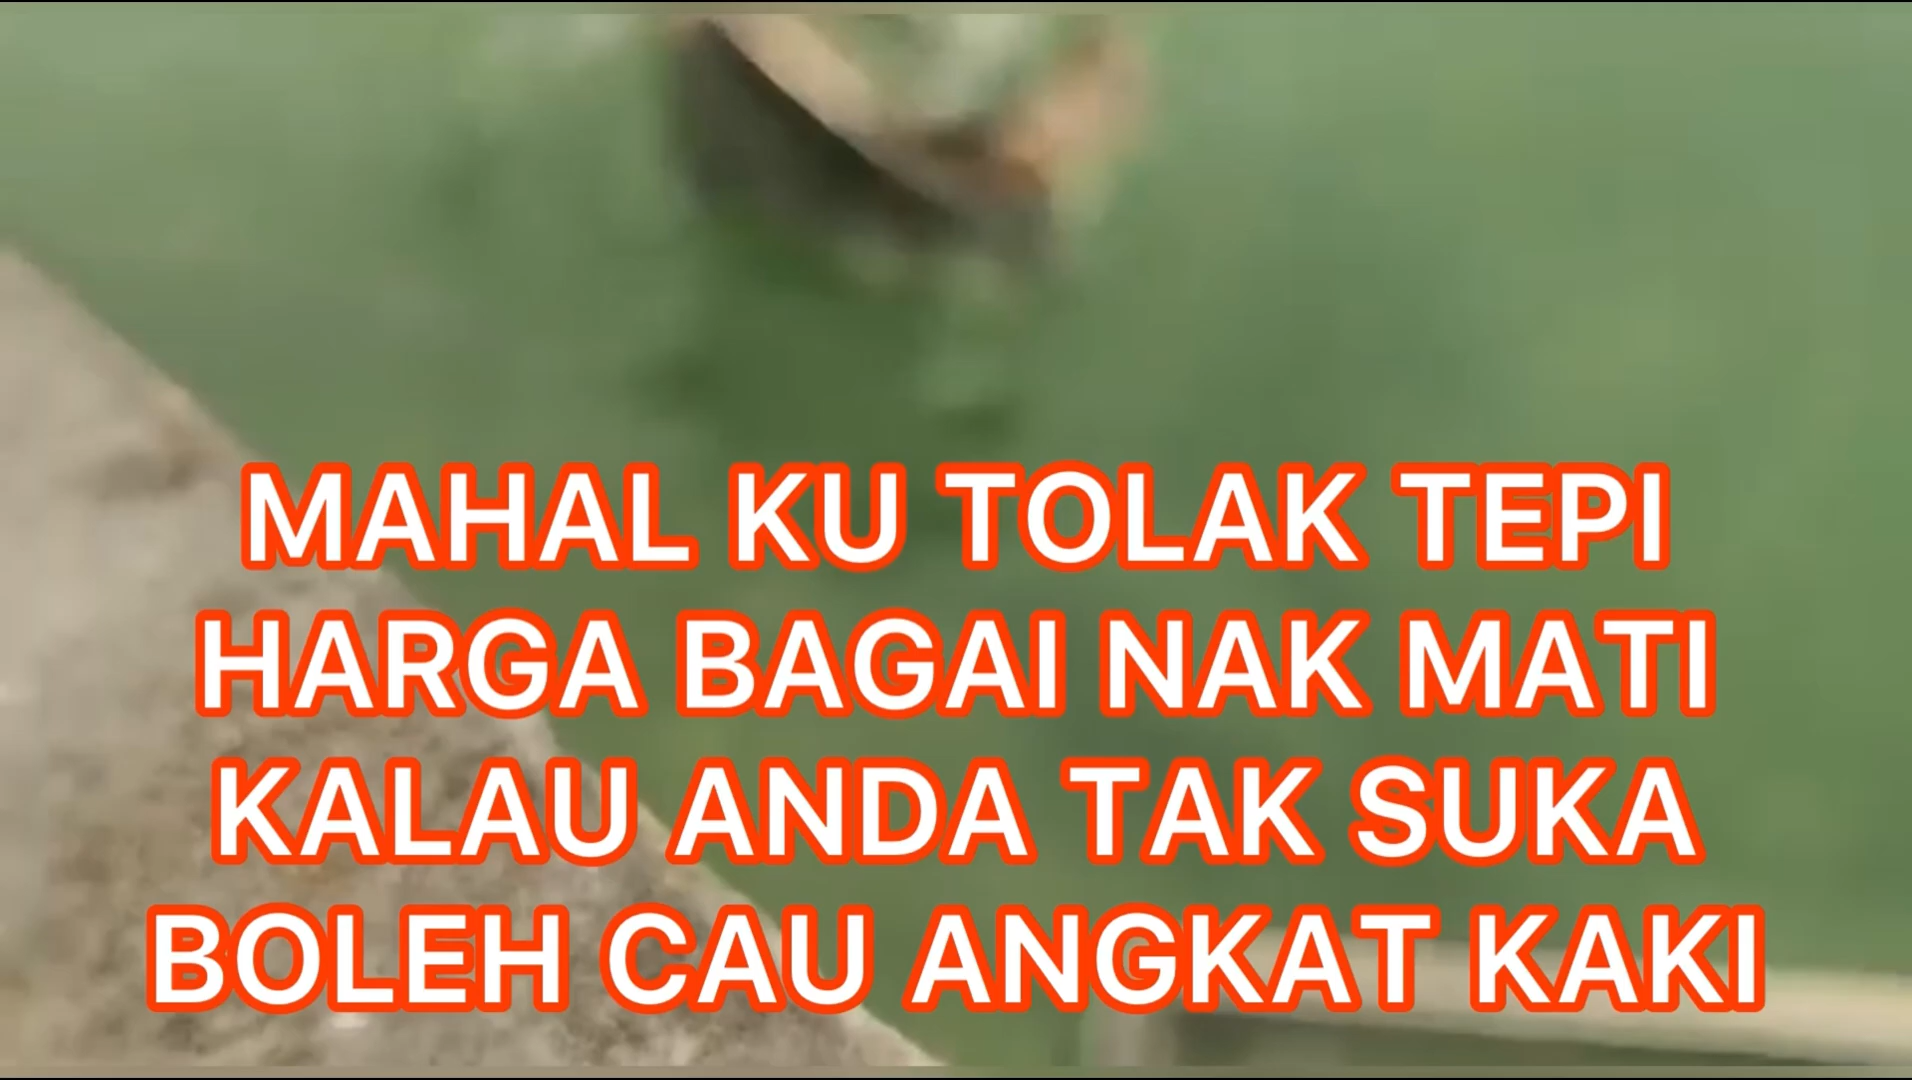 MAHAL KU TOLAK TEPI
HARGA BAGAI NAK MATI
KALAU ANDA TAK SUKA
BOLEH CAU ANGKAT KAKI